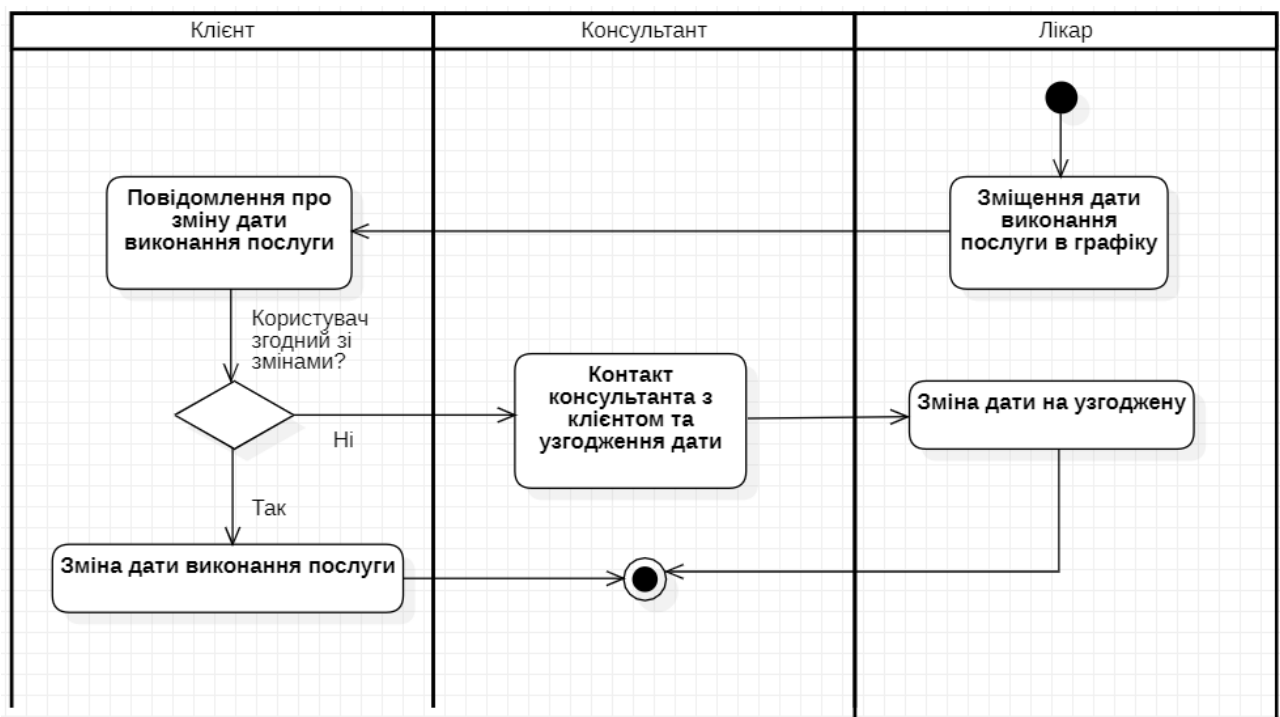 Клієнт
Консультант
Лікар
Повідомлення про
зміну дати
виконання послуги
Зміщення дати
виконання
послуги в графіку
Користувач
згодний зі
змінами?
Контакт
консультанта з
клієнтом та
узгодження дати
Зміна дати на узгоджену
Ні
Так
Зміна дати виконання послуги